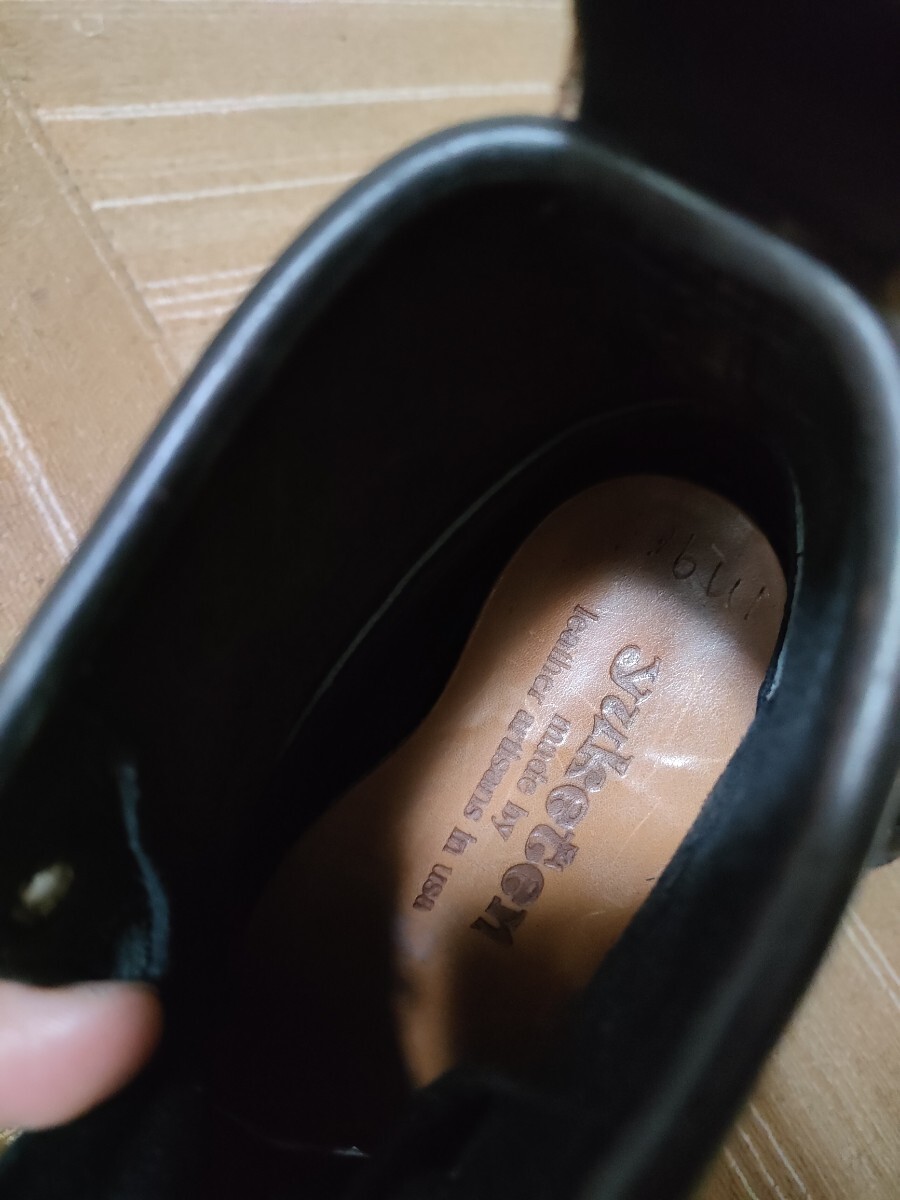 yuketen
made by
leather artisans in usa